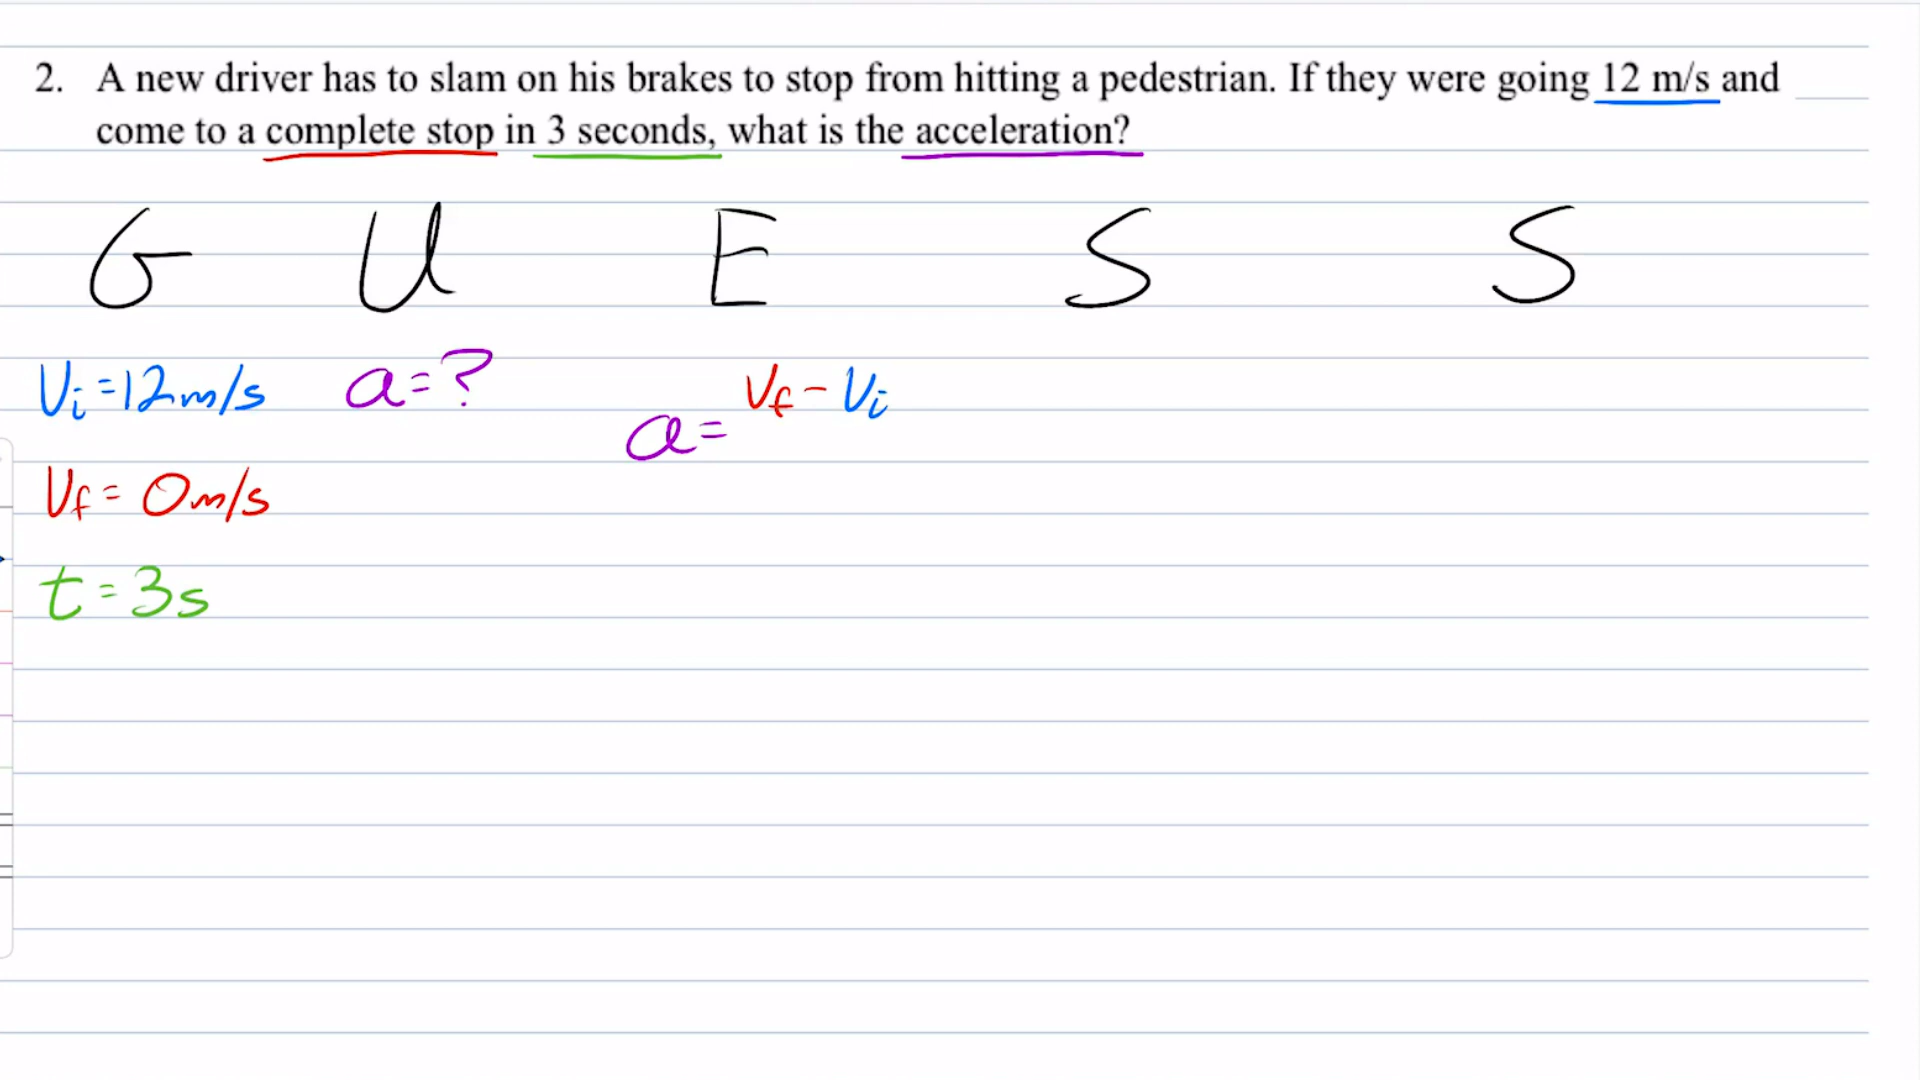 2. A new driver has to slam on his brakes to stop from hitting a pedestrian. If they were going 12 m/s and
come to a complete stop in 3 seconds, what is the acceleration?
G U E S S
Vi = 12m/s a = ? a = Vf - Vi
Vf = 0m/s
t = 3s